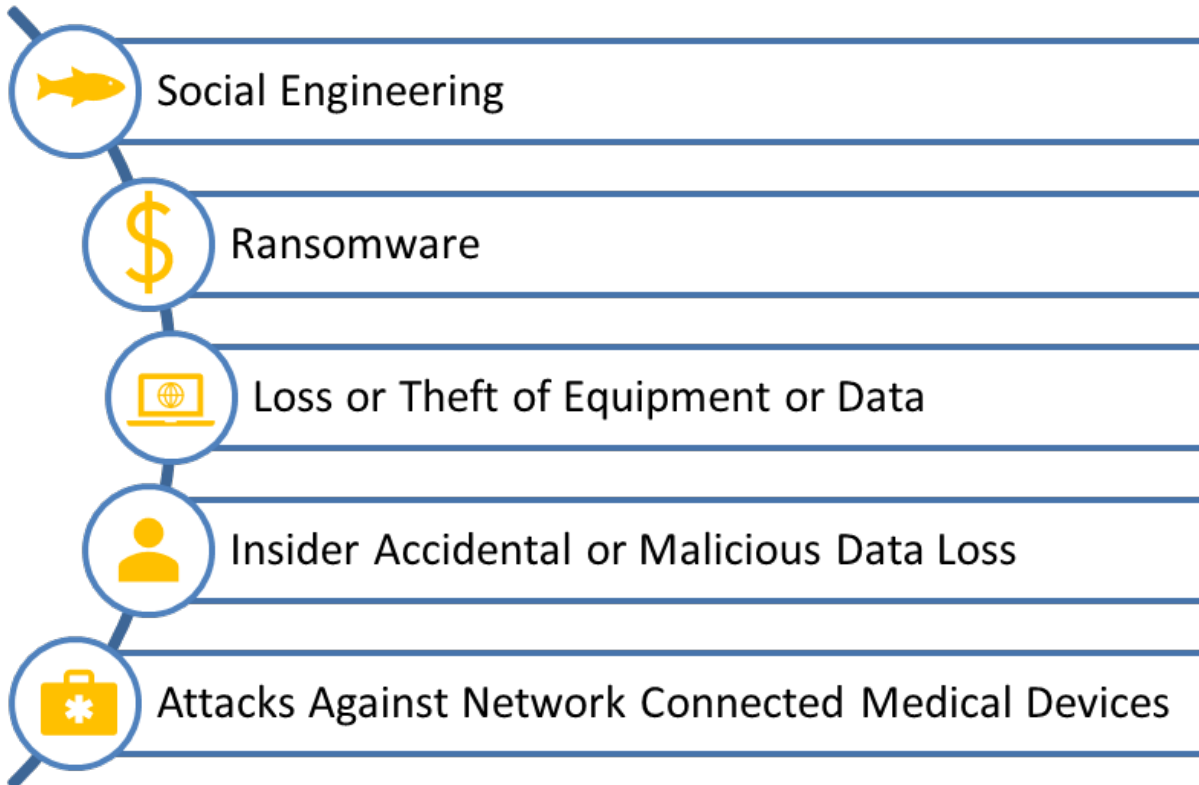 Social Engineering
Ransomware
Loss or Theft of Equipment or Data
Insider Accidental or Malicious Data Loss
Attacks Against Network Connected Medical Devices